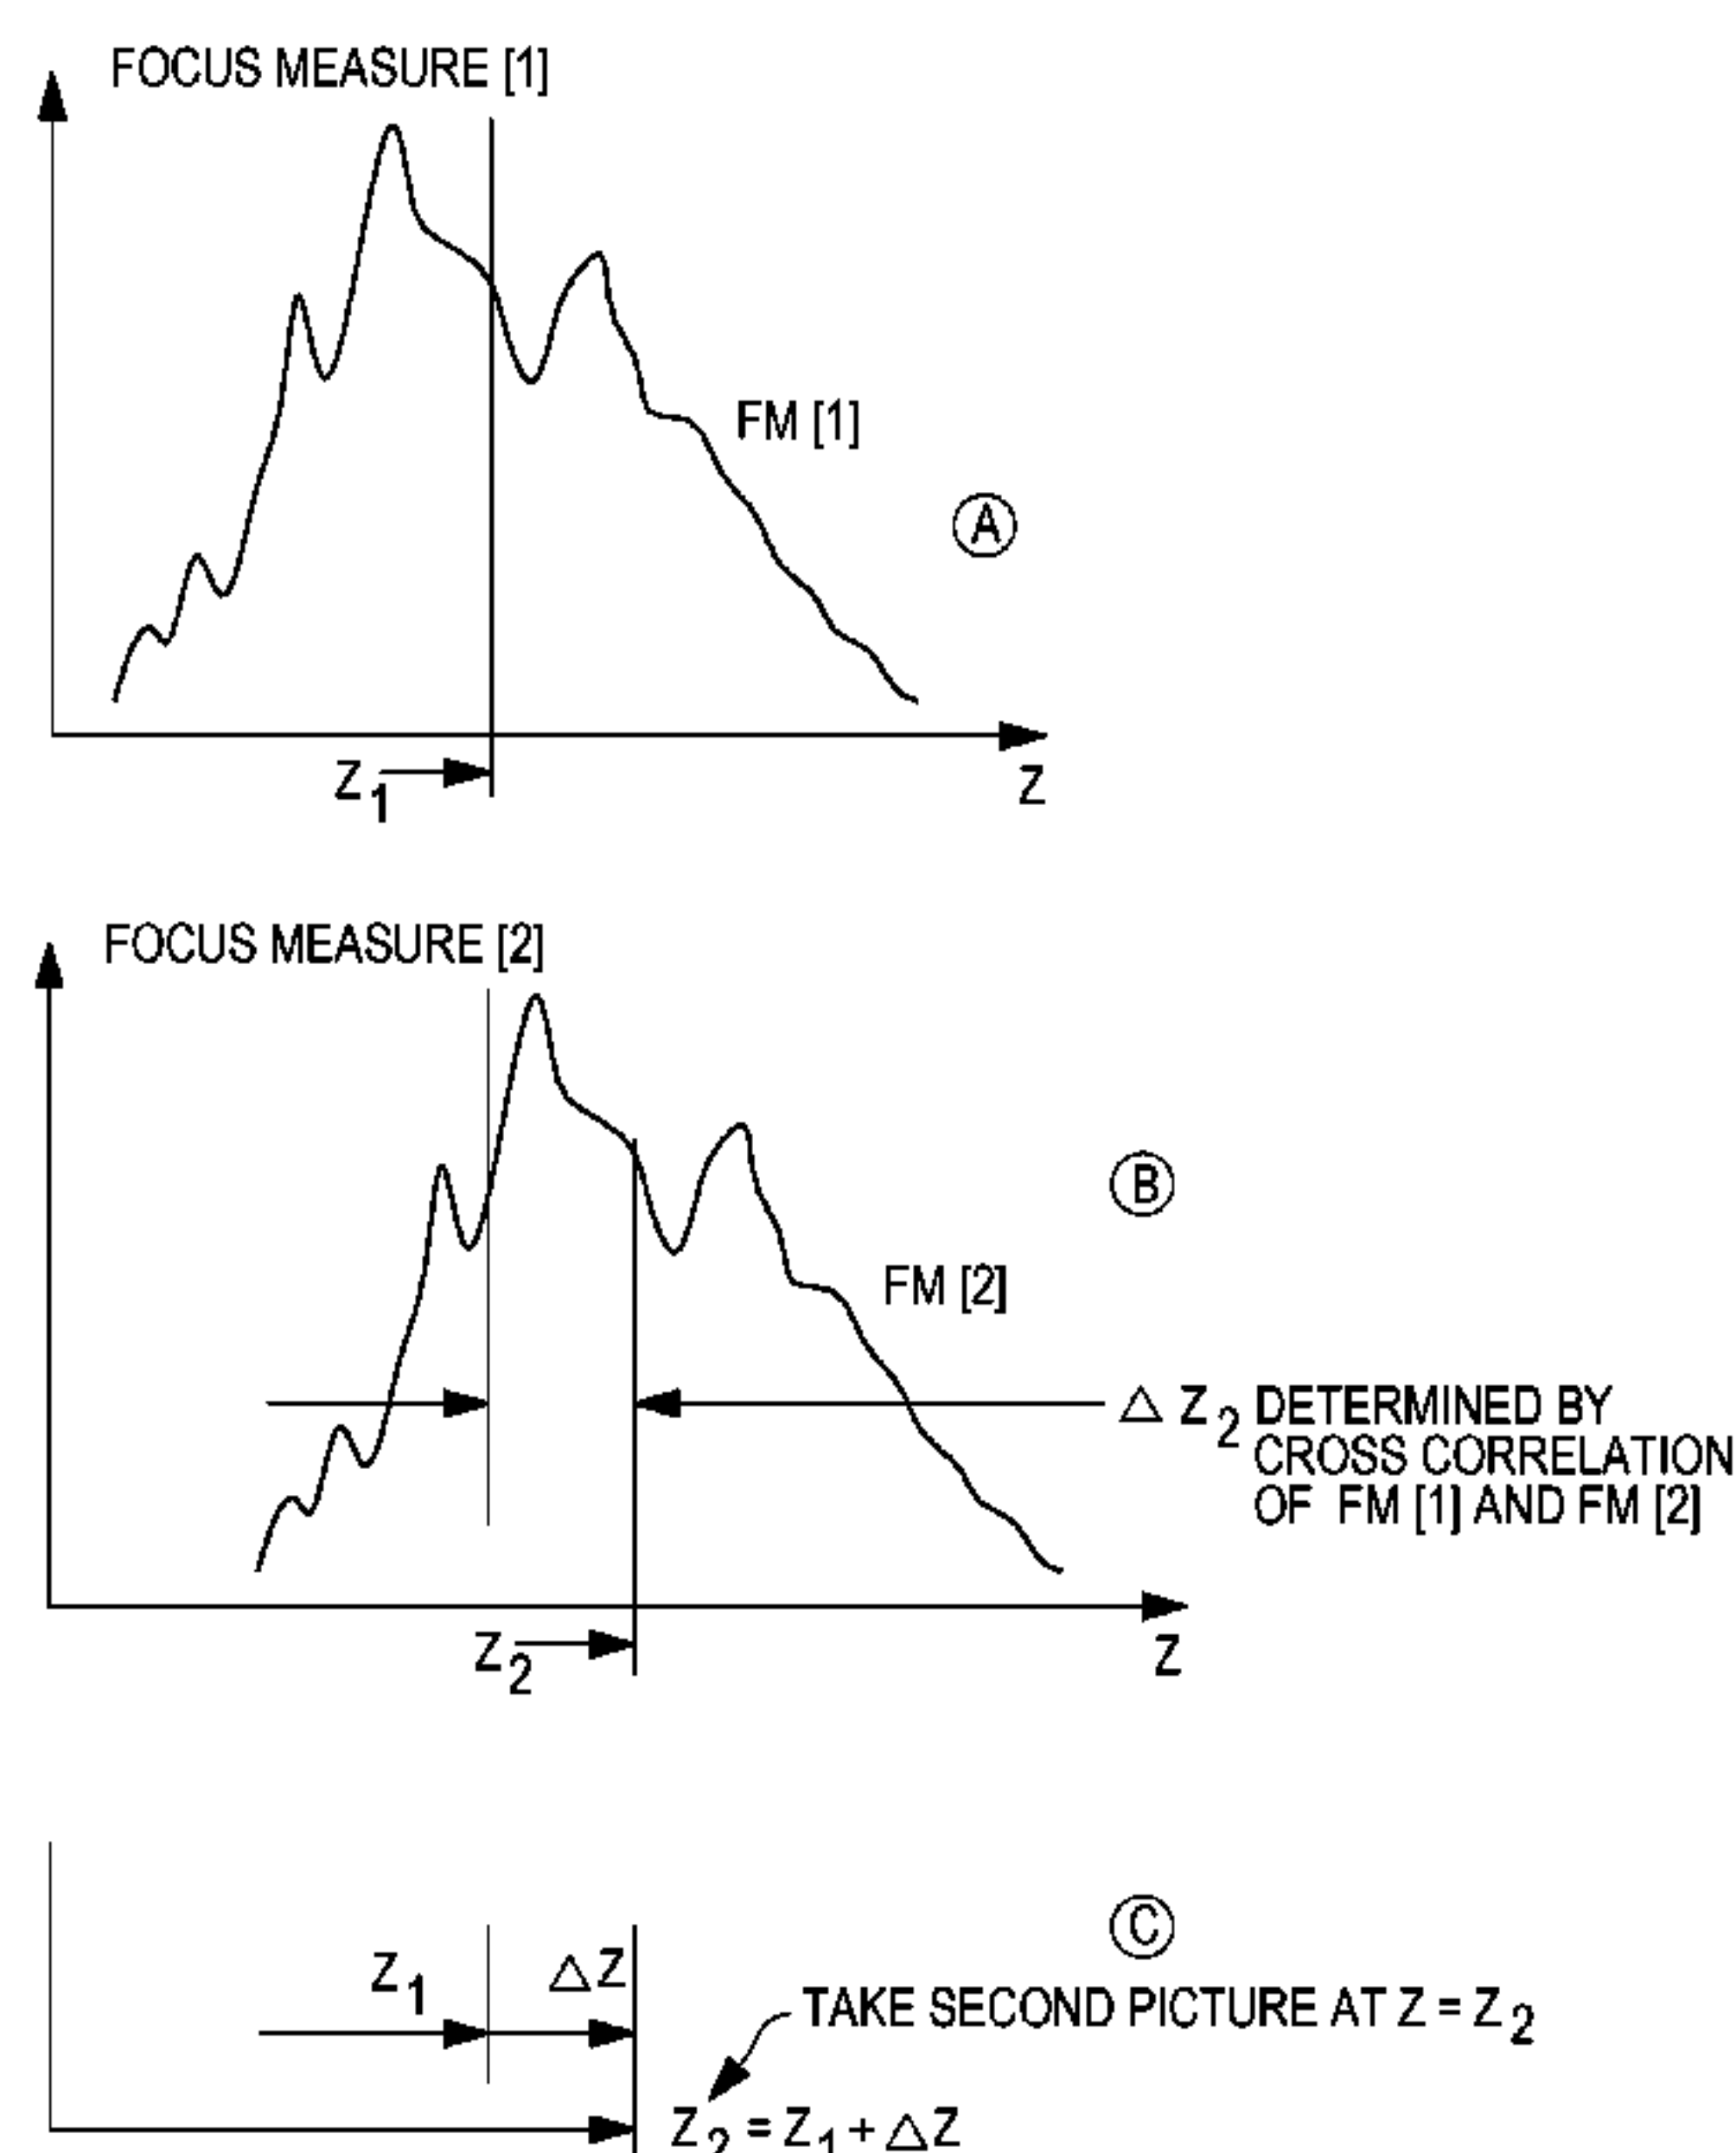 FOCUS MEASURE [1]
FM [1]
A
Z1
Z
FOCUS MEASURE [2]
B
FM [2]
△ Z2 DETERMINED BY
CROSS CORRELATION
OF FM [1] AND FM [2]
Z2
Z
C
Z1 △Z
TAKE SECOND PICTURE AT Z = Z2
Z2 = Z1 + △Z